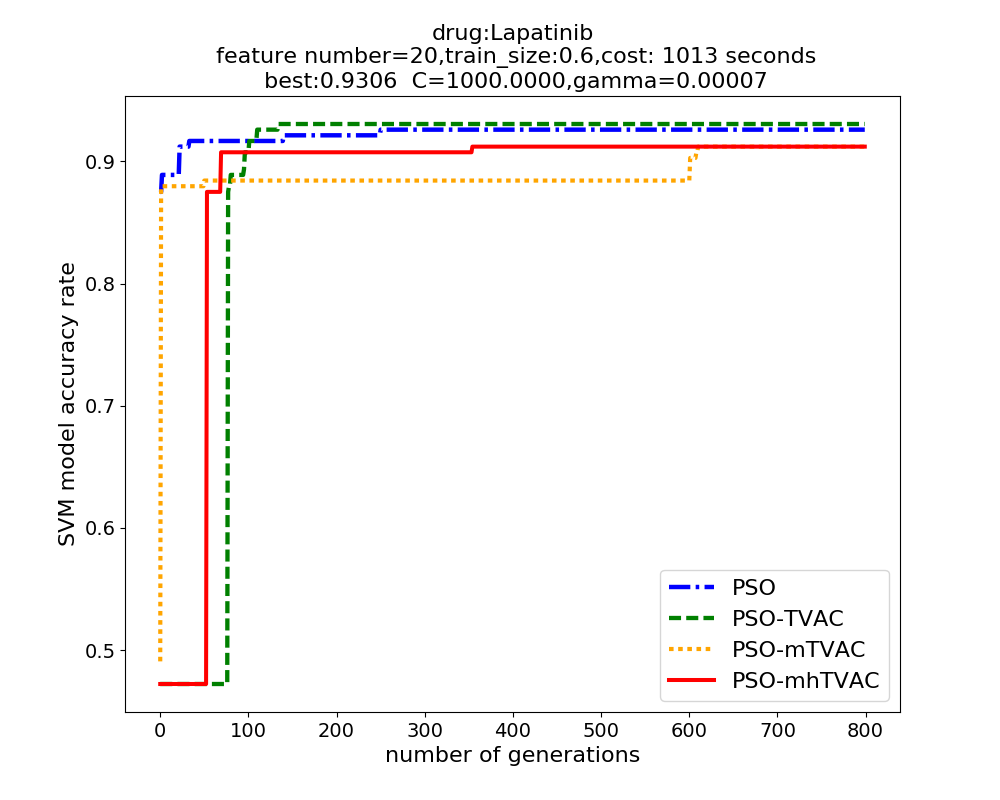 drug:Lapatinib
feature number=20,train_size:0.6,cost: 1013 seconds
best:0.9306  C=1000.0000,gamma=0.00007
SVM model accuracy rate
0.9
0.8
0.7
0.6
0.5
PSO
PSO-TVAC
PSO-mTVAC
PSO-mhTVAC
0 100 200 300 400 500 600 700 800
number of generations